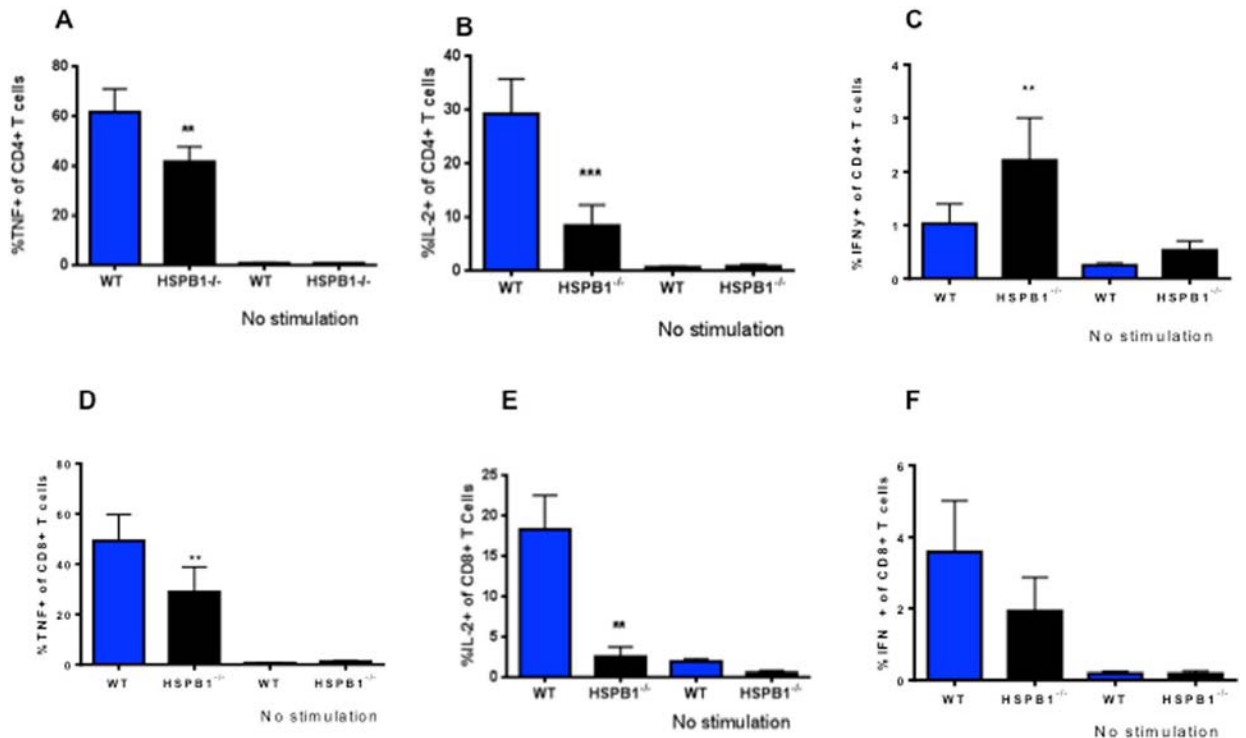 A
%TNF+ of CD4+ T cells
80
60
40
20
0
**
WT HSPB1-/- WT HSPB1-/-
No stimulation
B
%IL-2+ of CD4+ T cells
40
30
20
10
0
***
WT HSPB1-/- WT HSPB1-/-
No stimulation
C
%IFNγ+ of CD4+ T cells
4
3
2
1
0
**
WT HSPB1-/- WT HSPB1-/-
No stimulation
D
%TNF+ of CD8+ T cells
80
60
40
20
0
**
WT HSPB1-/- WT HSPB1-/-
No stimulation
E
%IL-2+ of CD8+ T Cells
25
20
15
10
5
0
**
WT HSPB1-/- WT HSPB1-/-
No stimulation
F
%IFN + of CD8+ T cells
6
4
2
0
WT HSPB1-/- WT HSPB1-/-
No stimulation